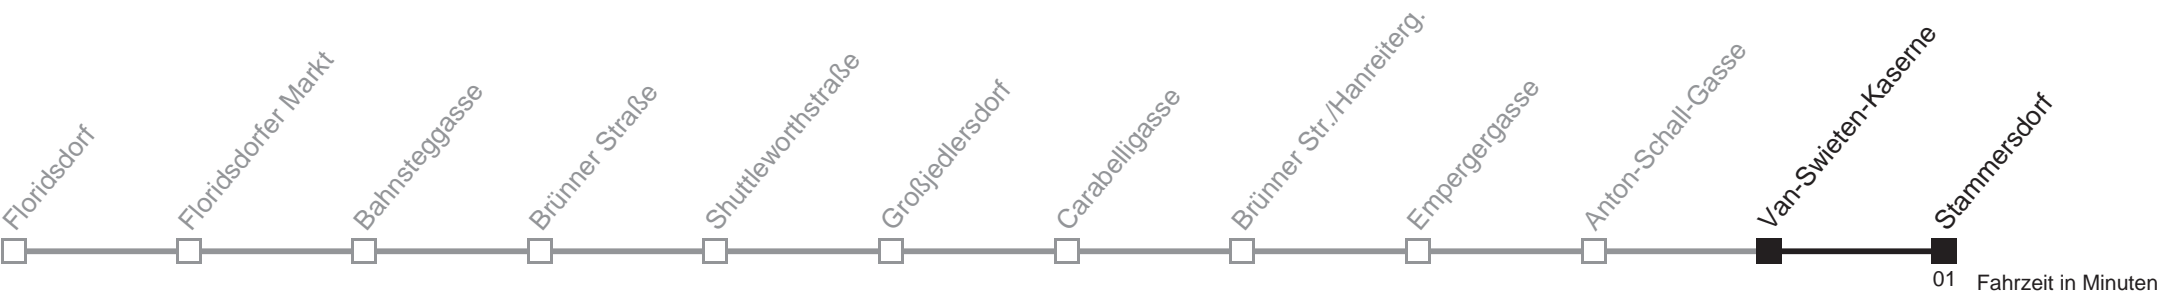 Floridsdorf
Floridsdorfer Markt
Bahnsteggasse
Brünner Straße
Shuttleworthstraße
Großjedlersdorf
Carabelligasse
Brünner Str./Hanreiterg.
Empergergasse
Anton-Schall-Gasse
Van-Swieten-Kaserne
Stammersdorf
01 Fahrzeit in Minuten